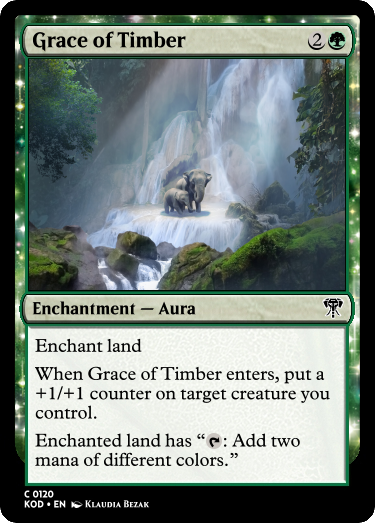 Grace of Timber 2
Enchantment — Aura
Enchant land
When Grace of Timber enters, put a
+1/+1 counter on target creature you
control.
Enchanted land has “: Add two
mana of different colors.”
C 0120
KOD • EN Klaudia Bezak